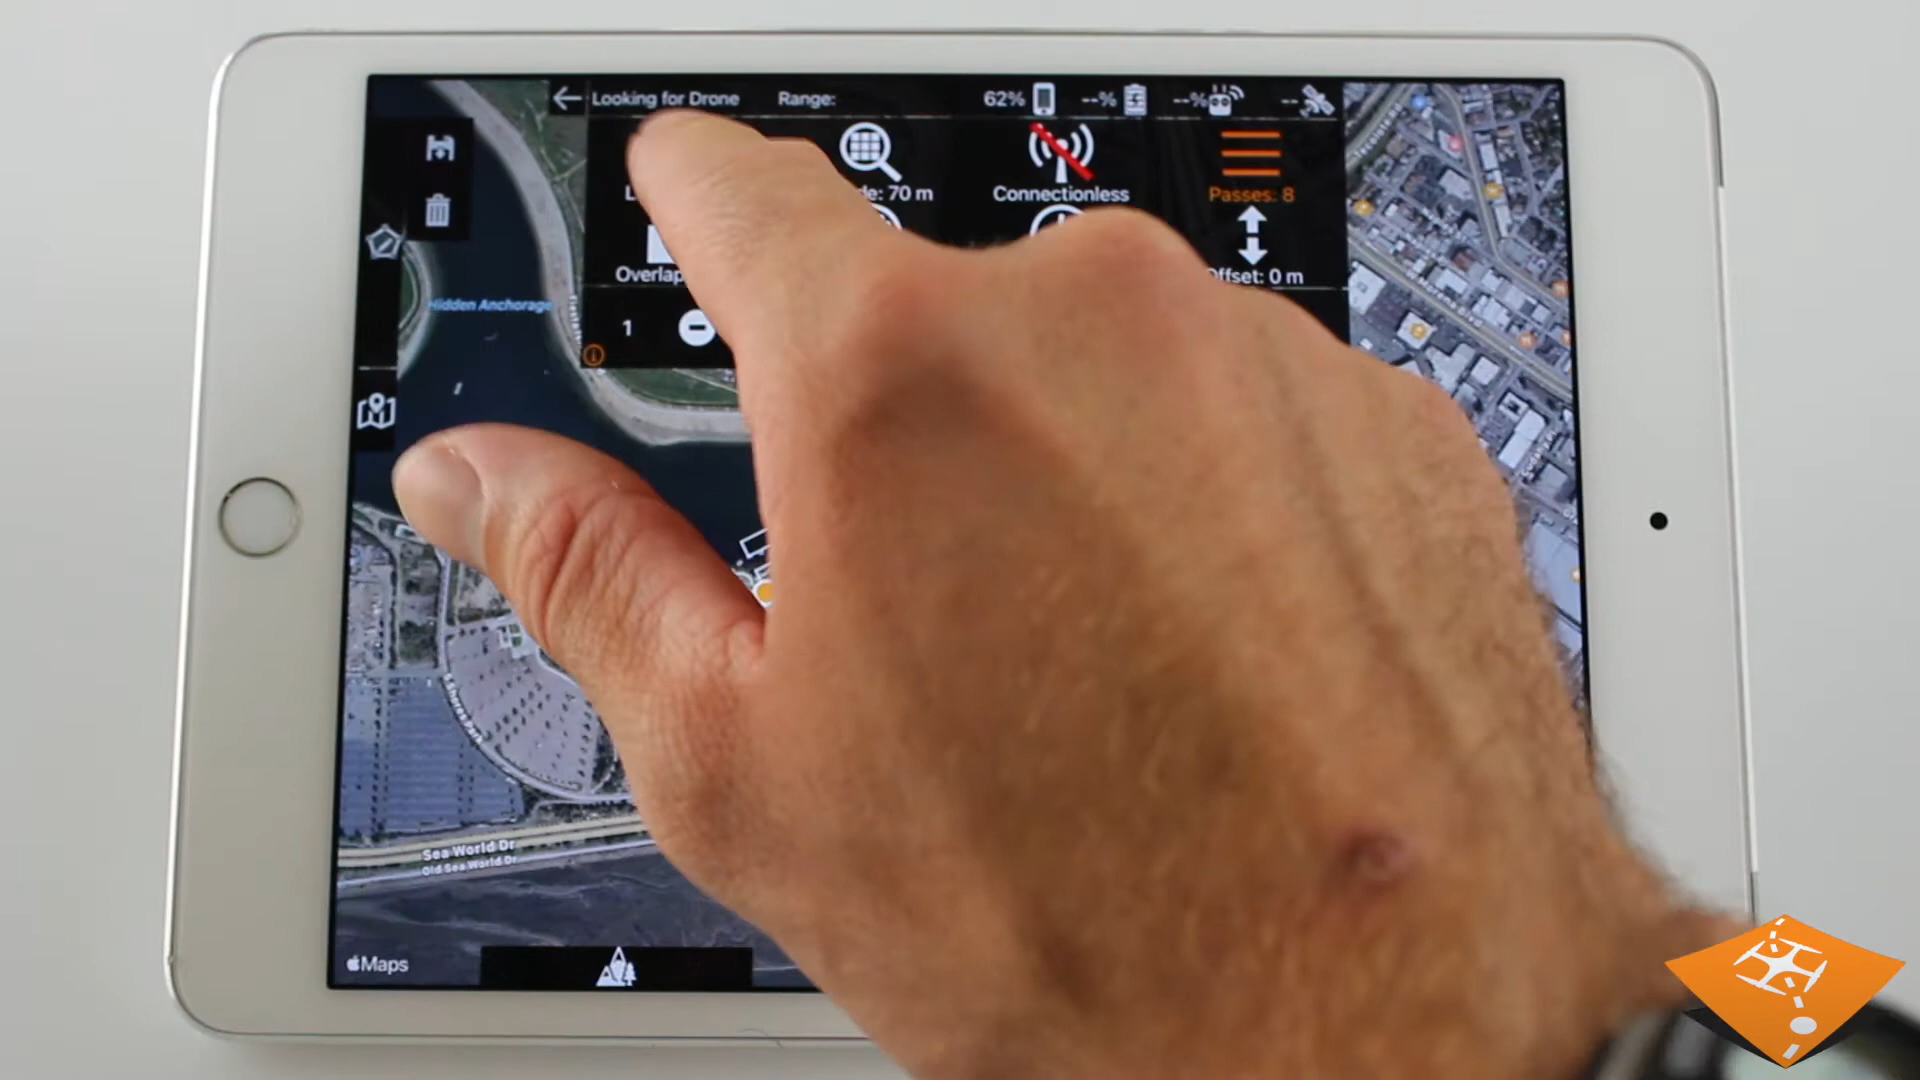 Looking for Drone Range: 62% --% --% --
de: 70 m Connectionless Passes: 8
Overlap Offset: 0 m
1
Hidden Anchorage
Sea World Dr
Old Sea World Dr
Maps